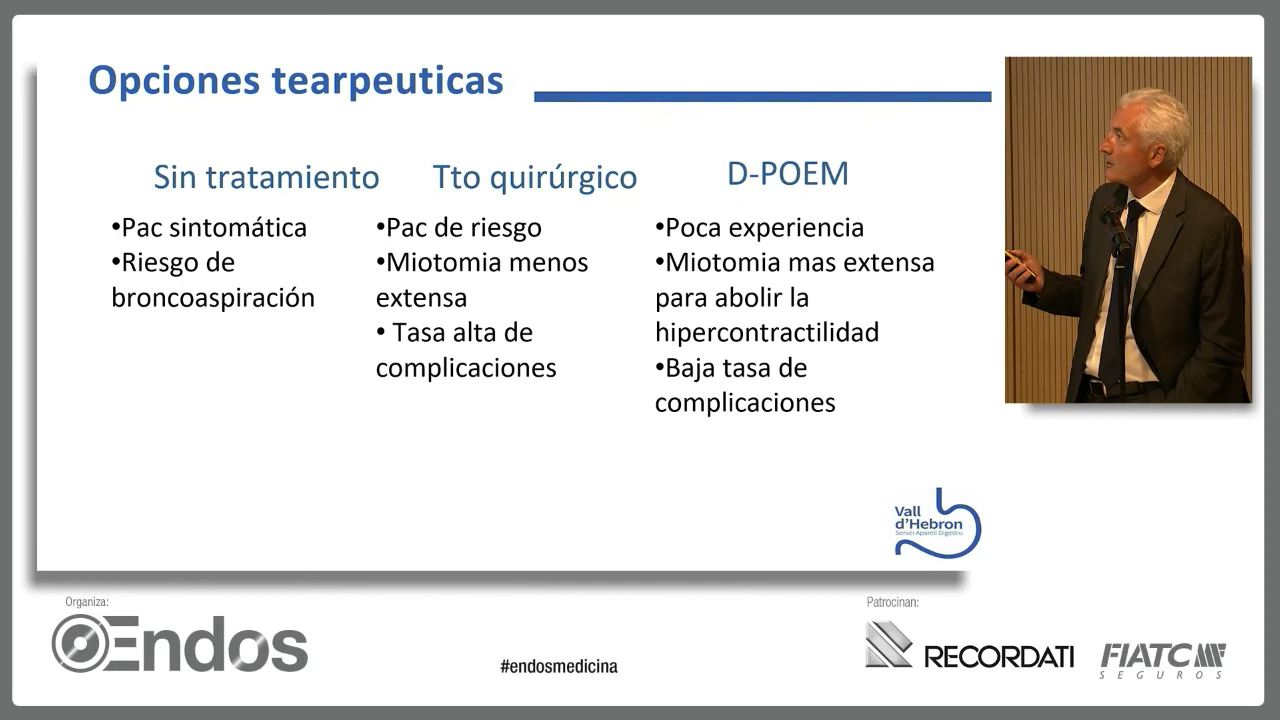 Opciones tearpeuticas
Sin tratamiento
•Pac sintomática
•Riesgo de
broncoaspiración
Tto quirúrgico
•Pac de riesgo
•Miotomia menos
extensa
• Tasa alta de
complicaciones
D-POEM
•Poca experiencia
•Miotomia mas extensa
para abolir la
hipercontractilidad
•Baja tasa de
complicaciones
Vall
d'Hebron
Servei Aparell Digestiu
Organiza:
Endos
#endosmedicina
Patrocinan:
RECORDATI
FIATC
SEGUROS